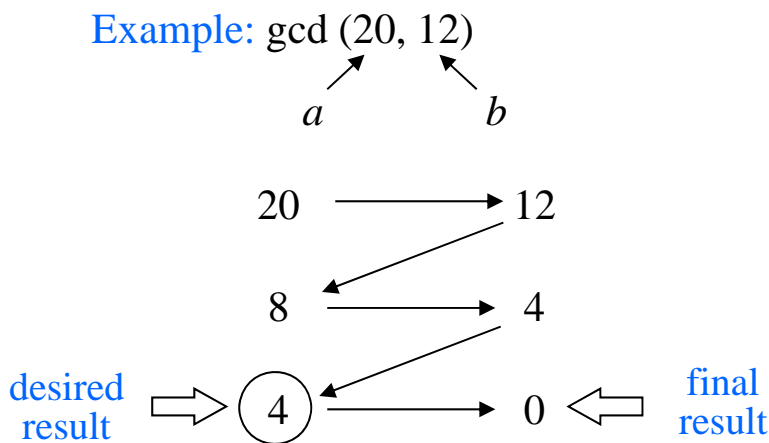 Example: gcd (20, 12)
a b
20 12
8 4
desired result
4 0
final result